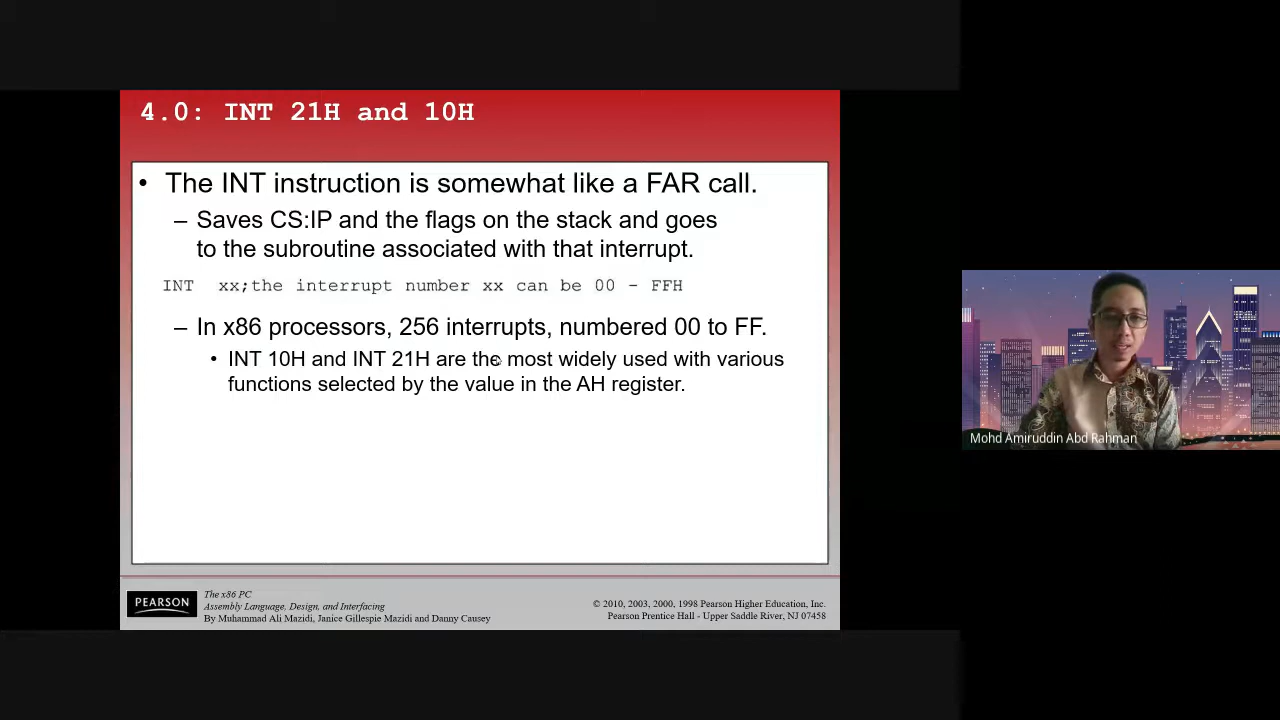 4.0: INT 21H and 10H
• The INT instruction is somewhat like a FAR call.
– Saves CS:IP and the flags on the stack and goes
to the subroutine associated with that interrupt.
INT xx;the interrupt number xx can be 00 - FFH
– In x86 processors, 256 interrupts, numbered 00 to FF.
• INT 10H and INT 21H are the most widely used with various
functions selected by the value in the AH register.
Mohd Amiruddin Abd Rahman
PEARSON
The x86 PC
Assembly Language, Design, and Interfacing
By Muhammad Ali Mazidi, Janice Gillespie Mazidi and Danny Causey
© 2010, 2003, 2000, 1998 Pearson Higher Education, Inc.
Pearson Prentice Hall - Upper Saddle River, NJ 07458